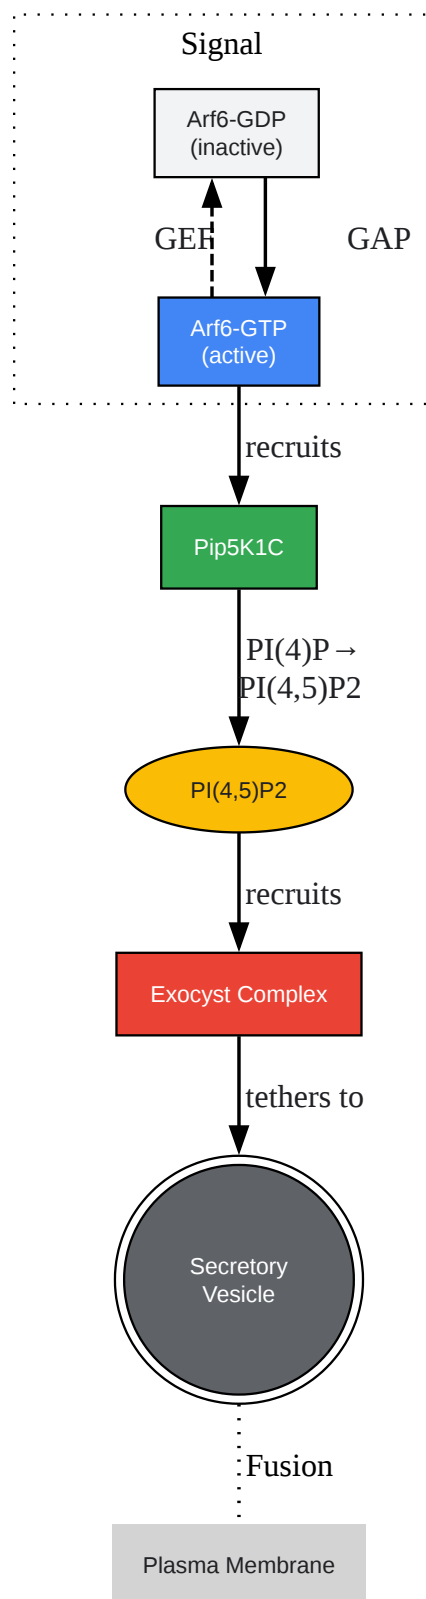 Signal
Arf6-GDP
(inactive)
GEF
GAP
Arf6-GTP
(active)
recruits
Pip5K1C
PI(4)P→
PI(4,5)P2
PI(4,5)P2
recruits
Exocyst Complex
tethers to
Secretory
Vesicle
Fusion
Plasma Membrane